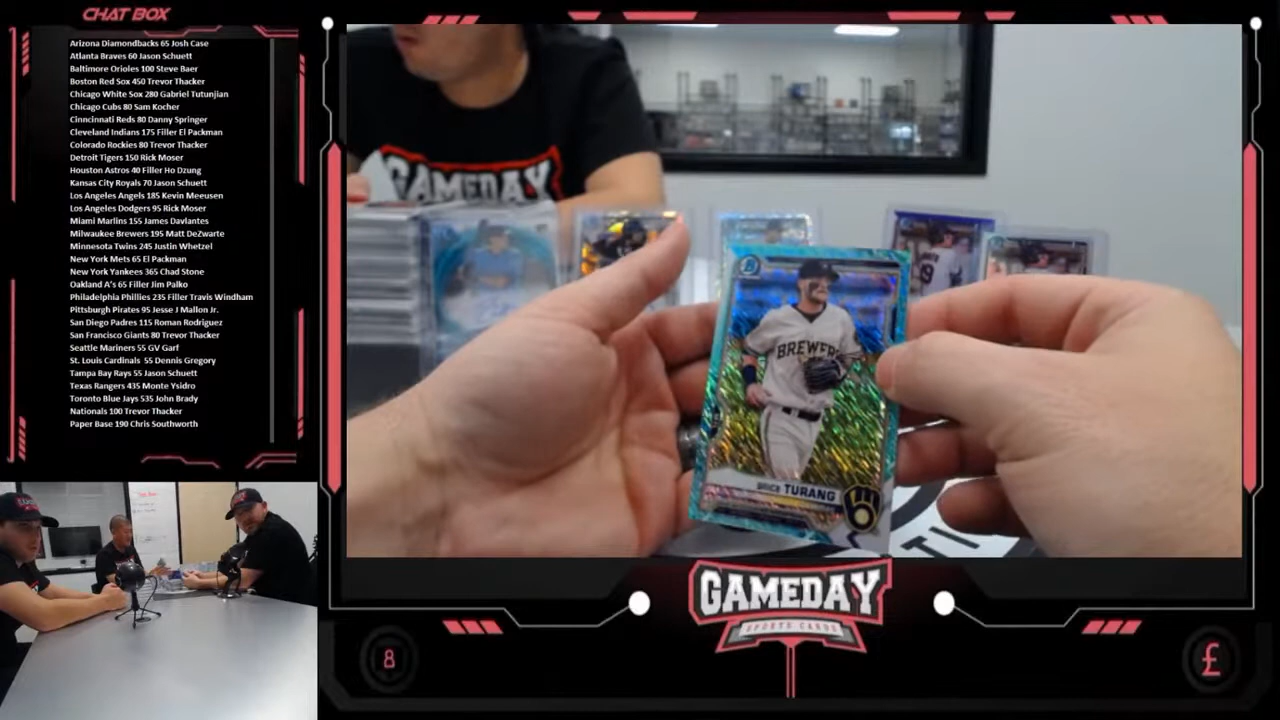 CHAT BOX
Arizona Diamondbacks 65 Josh Case
Atlanta Braves 60 Jason Schuett
Baltimore Orioles 100 Steve Baer
Boston Red Sox 450 Trevor Thacker
Chicago White Sox 280 Gabriel Tutunjian
Chicago Cubs 80 Sam Kocher
Cinncinnati Reds 80 Danny Springer
Cleveland Indians 175 Filler El Packman
Colorado Rockies 80 Trevor Thacker
Detroit Tigers 150 Rick Moser
Houston Astros 40 Filler Ho Dzung
Kansas City Royals 70 Jason Schuett
Los Angeles Angels 185 Kevin Meeusen
Los Angeles Dodgers 95 Rick Moser
Miami Marlins 155 James Davlantes
Milwaukee Brewers 195 Matt DeZwarte
Minnesota Twins 245 Justin Whetzel
New York Mets 65 El Packman
New York Yankees 365 Chad Stone
Oakland A's 65 Filler Jim Palko
Philadelphia Phillies 235 Filler Travis Windham
Pittsburgh Pirates 95 Jesse J Mallon Jr.
San Diego Padres 115 Roman Rodriguez
San Francisco Giants 80 Trevor Thacker
Seattle Mariners 55 GV Garf
St. Louis Cardinals 55 Dennis Gregory
Tampa Bay Rays 55 Jason Schuett
Texas Rangers 435 Monte Ysidro
Toronto Blue Jays 535 John Brady
Nationals 100 Trevor Thacker
Paper Base 190 Chris Southworth
GAMEDAY
BREWERS
BRICE TURANG
GAMEDAY
SPORTS CARDS
8
£